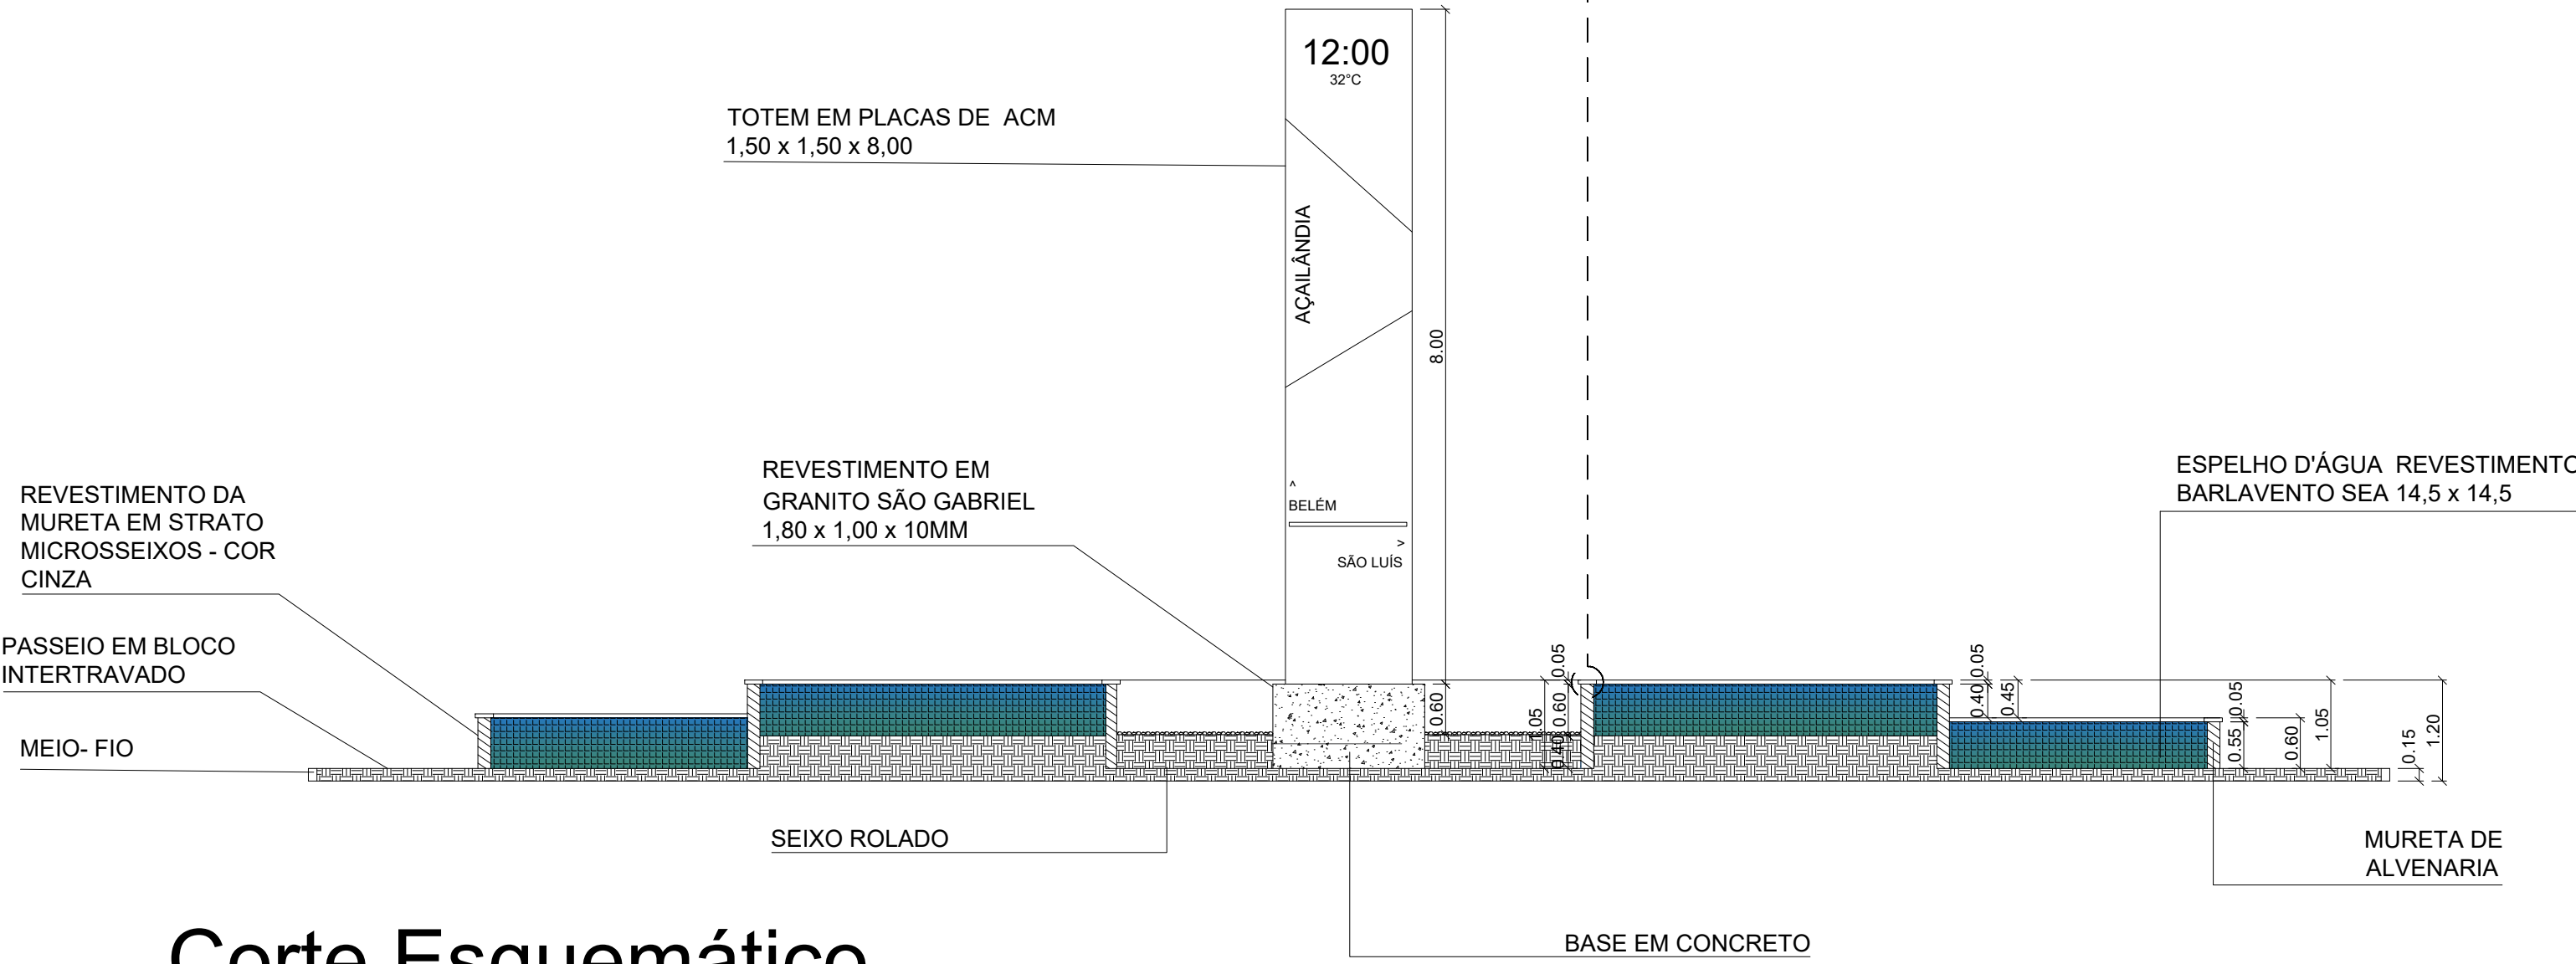 12:00
32°C
TOTEM EM PLACAS DE ACM
1,50 x 1,50 x 8,00
AÇAILÂNDIA
8.00
REVESTIMENTO EM
GRANITO SÃO GABRIEL
1,80 x 1,00 x 10MM
^
BELÉM
>
SÃO LUÍS
ESPELHO D'ÁGUA REVESTIMENTO
BARLAVENTO SEA 14,5 x 14,5
REVESTIMENTO DA
MURETA EM STRATO
MICROSSEIXOS - COR
CINZA
PASSEIO EM BLOCO
INTERTRAVADO
MEIO- FIO
0.60
1.05
0.05
0.60
0.40
0.05
0.40
0.45
0.05
0.55
0.60
1.05
0.15
1.20
SEIXO ROLADO
MURETA DE
ALVENARIA
BASE EM CONCRETO
Corte Esquemático